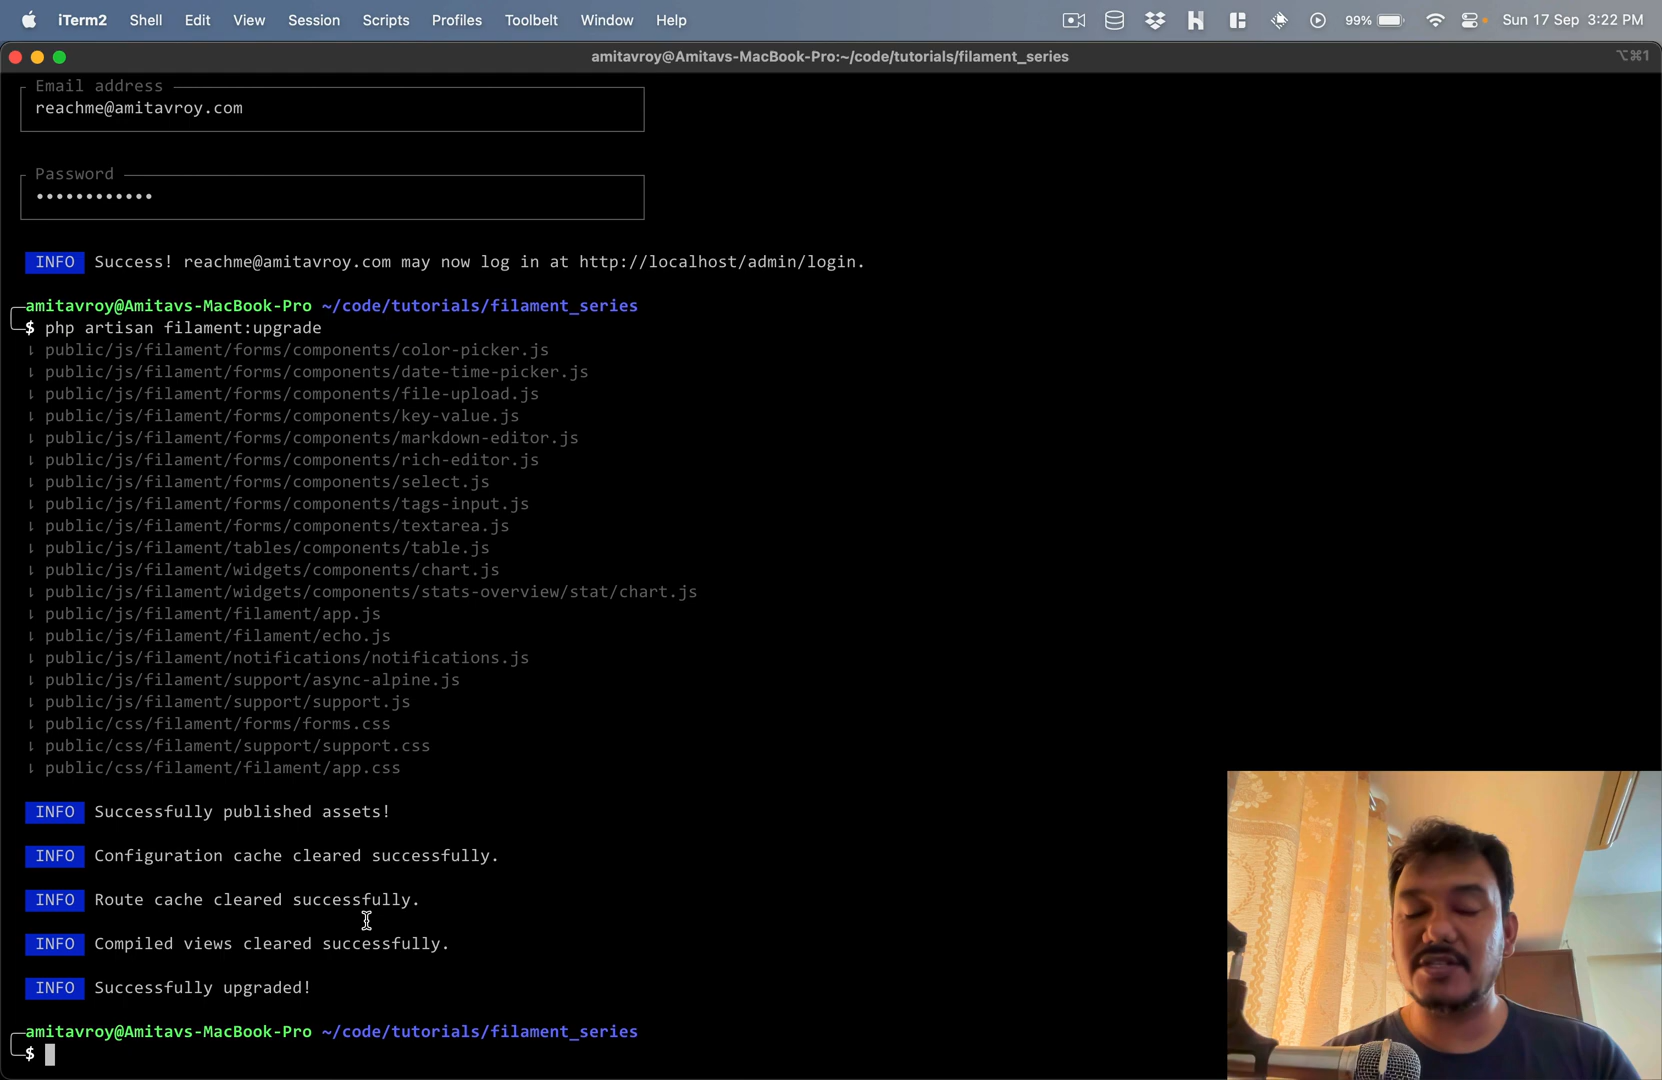 iTerm2 Shell Edit View Session Scripts Profiles Toolbelt Window Help 99% Sun 17 Sep 3:22 PM
amitavroy@Amitavs-MacBook-Pro:~/code/tutorials/filament_series ⌥⌘1
Email address
reachme@amitavroy.com
Password
••••••••••••
INFO Success! reachme@amitavroy.com may now log in at http://localhost/admin/login.
amitavroy@Amitavs-MacBook-Pro ~/code/tutorials/filament_series
$ php artisan filament:upgrade
↓ public/js/filament/forms/components/color-picker.js
↓ public/js/filament/forms/components/date-time-picker.js
↓ public/js/filament/forms/components/file-upload.js
↓ public/js/filament/forms/components/key-value.js
↓ public/js/filament/forms/components/markdown-editor.js
↓ public/js/filament/forms/components/rich-editor.js
↓ public/js/filament/forms/components/select.js
↓ public/js/filament/forms/components/tags-input.js
↓ public/js/filament/forms/components/textarea.js
↓ public/js/filament/tables/components/table.js
↓ public/js/filament/widgets/components/chart.js
↓ public/js/filament/widgets/components/stats-overview/stat/chart.js
↓ public/js/filament/filament/app.js
↓ public/js/filament/filament/echo.js
↓ public/js/filament/notifications/notifications.js
↓ public/js/filament/support/async-alpine.js
↓ public/js/filament/support/support.js
↓ public/css/filament/forms/forms.css
↓ public/css/filament/support/support.css
↓ public/css/filament/filament/app.css
INFO Successfully published assets!
INFO Configuration cache cleared successfully.
INFO Route cache cleared successfully.
INFO Compiled views cleared successfully.
INFO Successfully upgraded!
amitavroy@Amitavs-MacBook-Pro ~/code/tutorials/filament_series
$